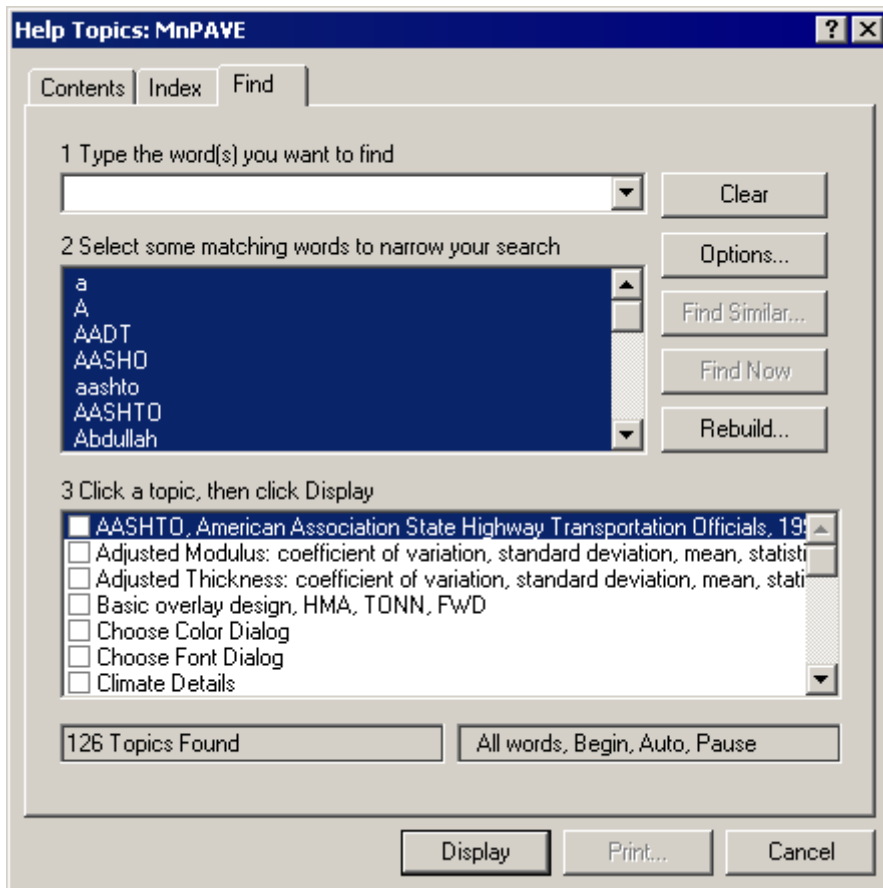 Help Topics: MnPAVE
Contents Index Find
1 Type the word(s) you want to find
Clear
2 Select some matching words to narrow your search
Options...
a
A
AADT
AASHO
aashto
AASHTO
Abdullah
Find Similar...
Find Now
Rebuild...
3 Click a topic, then click Display
AASHTO, American Association State Highway Transportation Officials,
Adjusted Modulus: coefficient of variation, standard deviation, mean,
Adjusted Thickness: coefficient of variation, standard deviation, mean,
Basic overlay design, HMA, TONN, FWD
Choose Color Dialog
Choose Font Dialog
Climate Details
126 Topics Found
All words, Begin, Auto, Pause
Display Print... Cancel